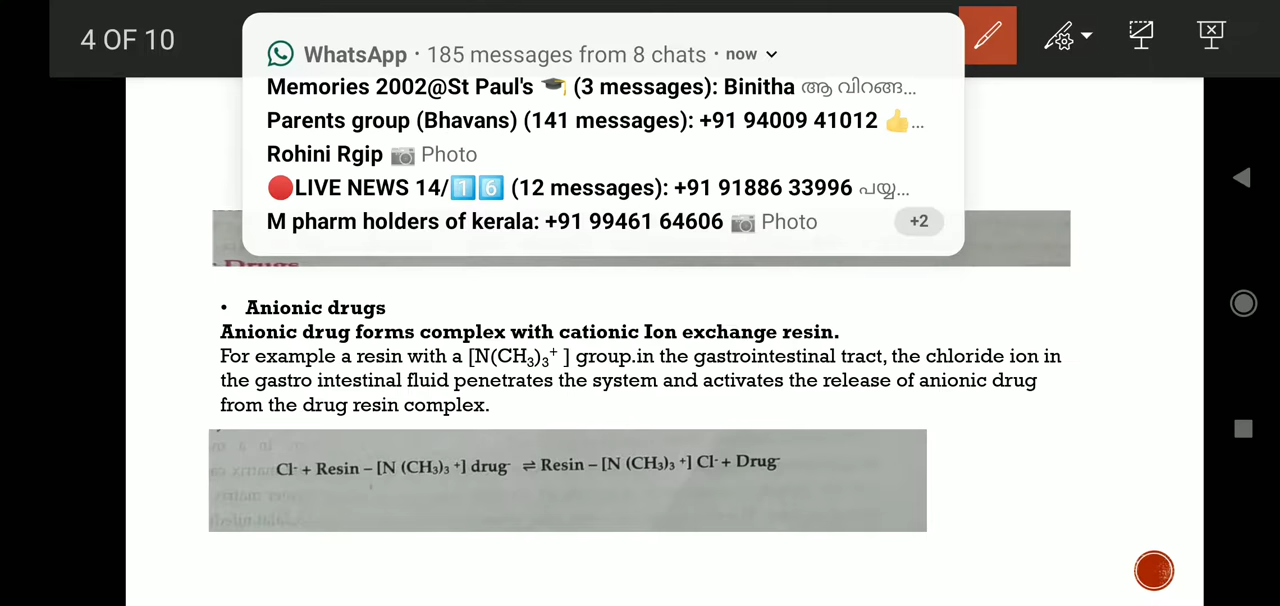 4 OF 10
WhatsApp · 185 messages from 8 chats · now
Memories 2002@St Paul's 🎓 (3 messages): Binitha ആ വിറങ്ങ...
Parents group (Bhavans) (141 messages): +91 94009 41012 👍...
Rohini Rgip 📷 Photo
🔴LIVE NEWS 14/1️⃣6️⃣ (12 messages): +91 91886 33996 പയ്യ...
M pharm holders of kerala: +91 99461 64606 📷 Photo +2
Drugs
• Anionic drugs
Anionic drug forms complex with cationic Ion exchange resin.
For example a resin with a [N(CH₃)₃⁺ ] group.in the gastrointestinal tract, the chloride ion in
the gastro intestinal fluid penetrates the system and activates the release of anionic drug
from the drug resin complex.
Cl⁻ + Resin – [N (CH₃)₃ ⁺] drug⁻ ⇌ Resin – [N (CH₃)₃ ⁺] Cl⁻ + Drug⁻